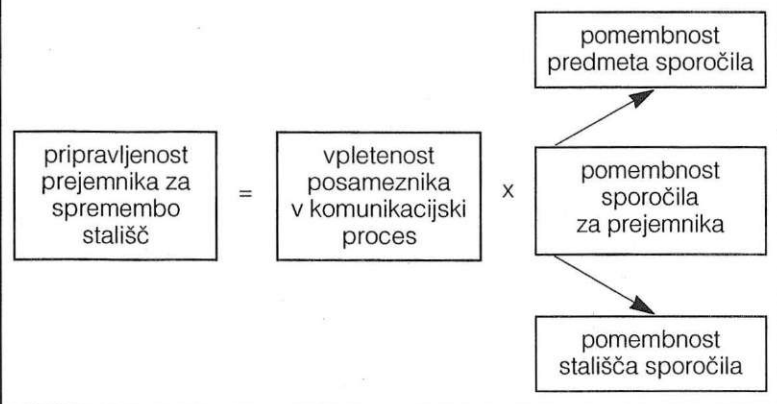 pomembnost
predmeta sporočila
pripravljenost
prejemnika za
spremembo
stališč
=
vpletenost
posameznika
v komunikacijski
proces
x
pomembnost
sporočila
za prejemnika
pomembnost
stališča sporočila